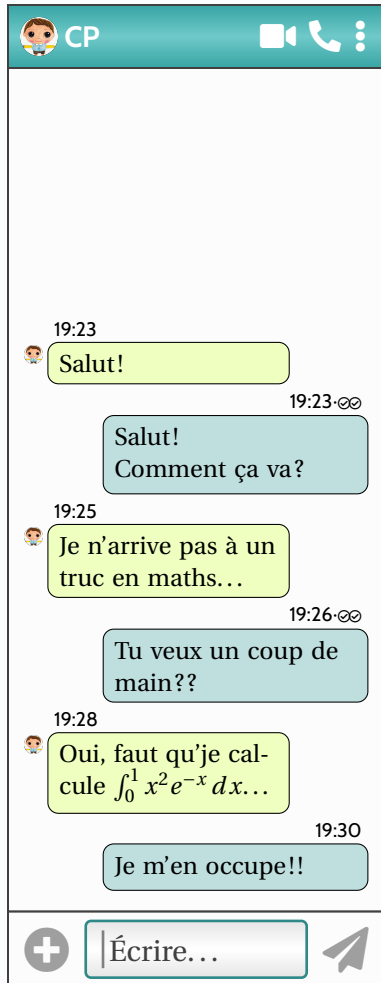 CP
19:23
Salut!
19:23
Salut!
Comment ça va?
19:25
Je n’arrive pas à un
truc en maths...
19:26
Tu veux un coup de
main??
19:28
Oui, faut qu’je cal-
cule ∫₀¹ x²e⁻ˣ dx...
19:30
Je m’en occupe!!
Écrire...